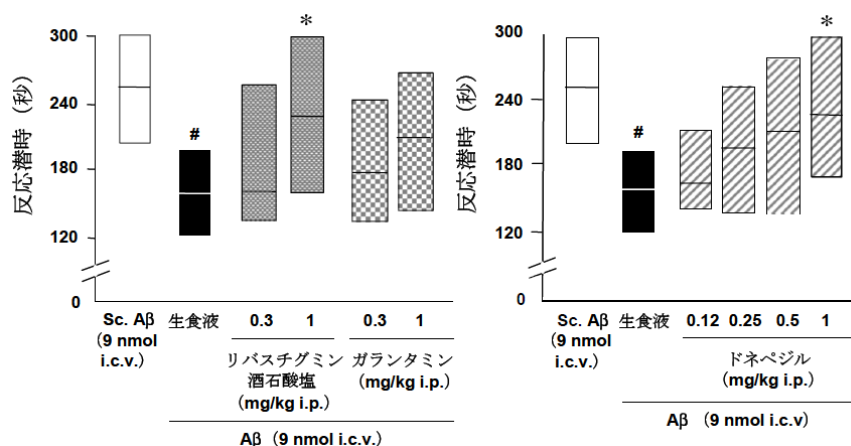 反応潜時（秒）
300
240
180
120
0
*
#
Sc. Aβ
(9 nmol
i.c.v.)
生食液
0.3 1
リバスチグミン
酒石酸塩
(mg/kg i.p.)
0.3 1
ガランタミン
(mg/kg i.p.)
Aβ（9 nmol i.c.v.）
反応潜時（秒）
300
240
180
120
0
*
#
Sc. Aβ
(9 nmol
i.c.v.)
生食液
0.12 0.25 0.5 1
ドネペジル
(mg/kg i.p.)
Aβ（9 nmol i.c.v)